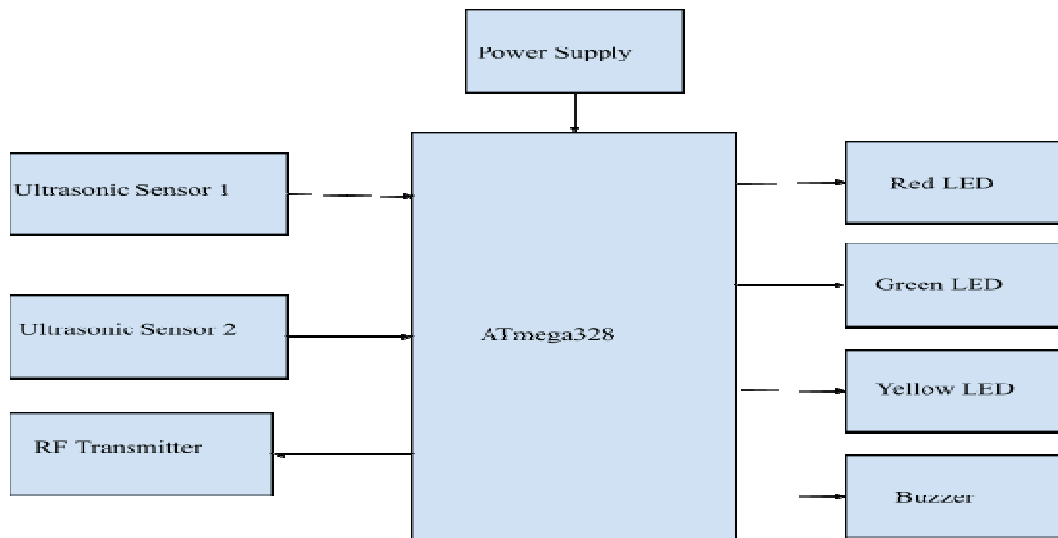 Power Supply
Ultrasonic Sensor 1
Red LED
Green LED
Ultrasonic Sensor 2
ATmega328
Yellow LED
RF Transmitter
Buzzer